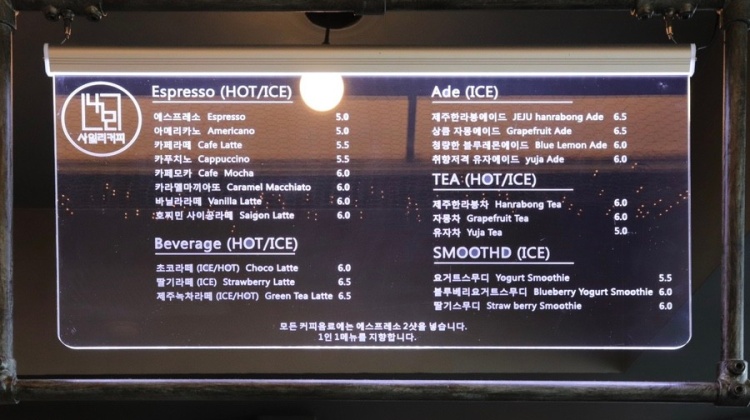 사일리커피
Espresso (HOT/ICE)
에스프레소 Espresso 5.0
아메리카노 Americano 5.0
카페라떼 Cafe Latte 5.5
카푸치노 Cappuccino 5.5
카페모카 Cafe Mocha 6.0
카라멜마끼아또 Caramel Macchiato 6.0
바닐라라떼 Vanilla Latte 6.0
호찌민 사이공라떼 Saigon Latte 6.0
Beverage (HOT/ICE)
초코라떼 (ICE/HOT) Choco Latte 6.0
딸기라떼 (ICE) Strawberry Latte 6.5
제주녹차라떼 (ICE/HOT) Green Tea Latte 6.5
Ade (ICE)
제주한라봉에이드 JEJU hanrabong Ade 6.5
상큼 자몽에이드 Grapefruit Ade 6.5
청량한 블루레몬에이드 Blue Lemon Ade 6.0
취향저격 유자에이드 yuja Ade 6.0
TEA (HOT/ICE)
제주한라봉차 Hanrabong Tea 6.0
자몽차 Grapefruit Tea 6.0
유자차 Yuja Tea 5.0
SMOOTHD (ICE)
요거트스무디 Yogurt Smoothie 5.5
블루베리요거트스무디 Blueberry Yogurt Smoothie 6.0
딸기스무디 Straw berry Smoothie 6.0
모든 커피음료에는 에스프레소 2샷을 넣습니다.
1인 1메뉴를 지향합니다.